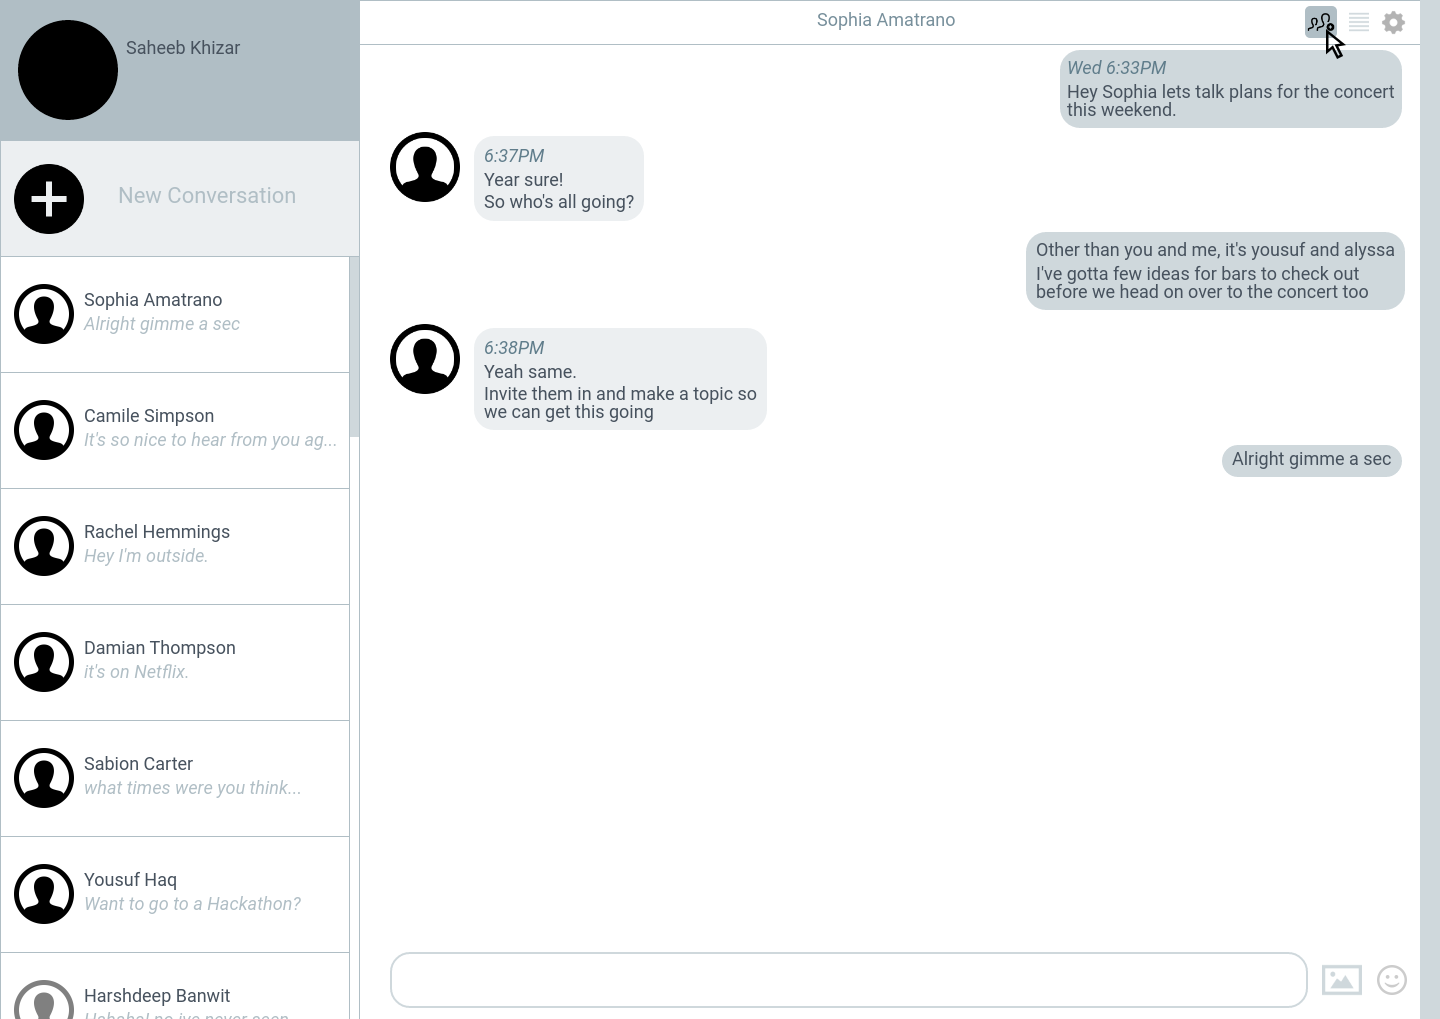 Saheeb Khizar
New Conversation
Sophia Amatrano
Alright gimme a sec
Camile Simpson
It's so nice to hear from you ag...
Rachel Hemmings
Hey I'm outside.
Damian Thompson
it's on Netflix.
Sabion Carter
what times were you think...
Yousuf Haq
Want to go to a Hackathon?
Harshdeep Banwit
Hahaha! no ive never seen
Sophia Amatrano
Wed 6:33PM
Hey Sophia lets talk plans for the concert
this weekend.
6:37PM
Year sure!
So who's all going?
Other than you and me, it's yousuf and alyssa
I've gotta few ideas for bars to check out
before we head on over to the concert too
6:38PM
Yeah same.
Invite them in and make a topic so
we can get this going
Alright gimme a sec